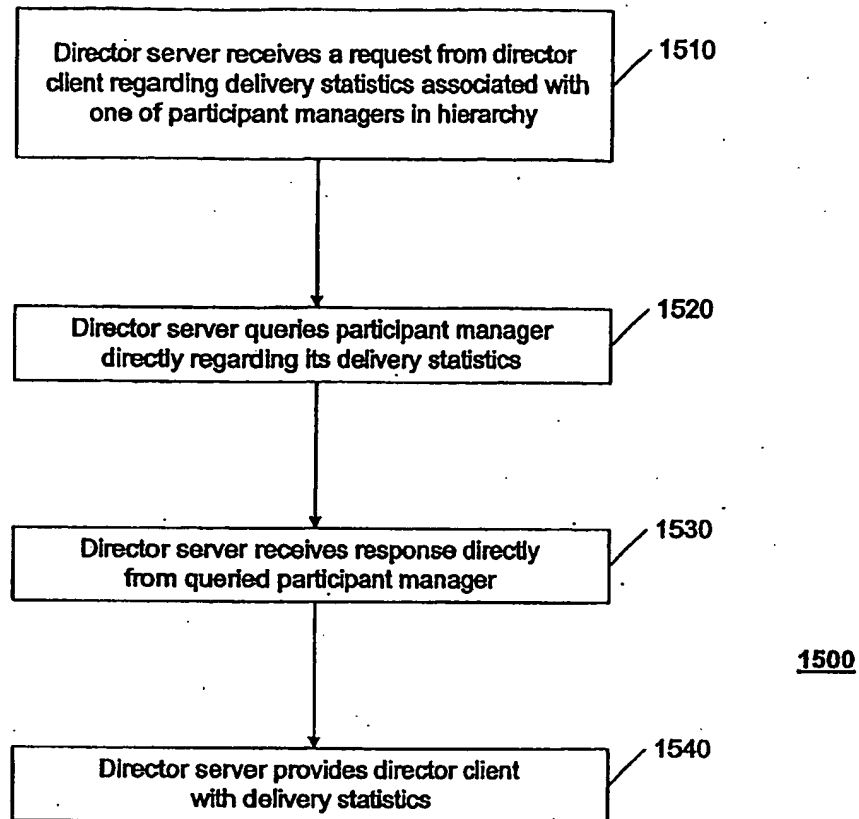 Director server receives a request from director
client regarding delivery statistics associated with
one of participant managers in hierarchy
1510
Director server queries participant manager
directly regarding its delivery statistics
1520
Director server receives response directly
from queried participant manager
1530
1500
Director server provides director client
with delivery statistics
1540